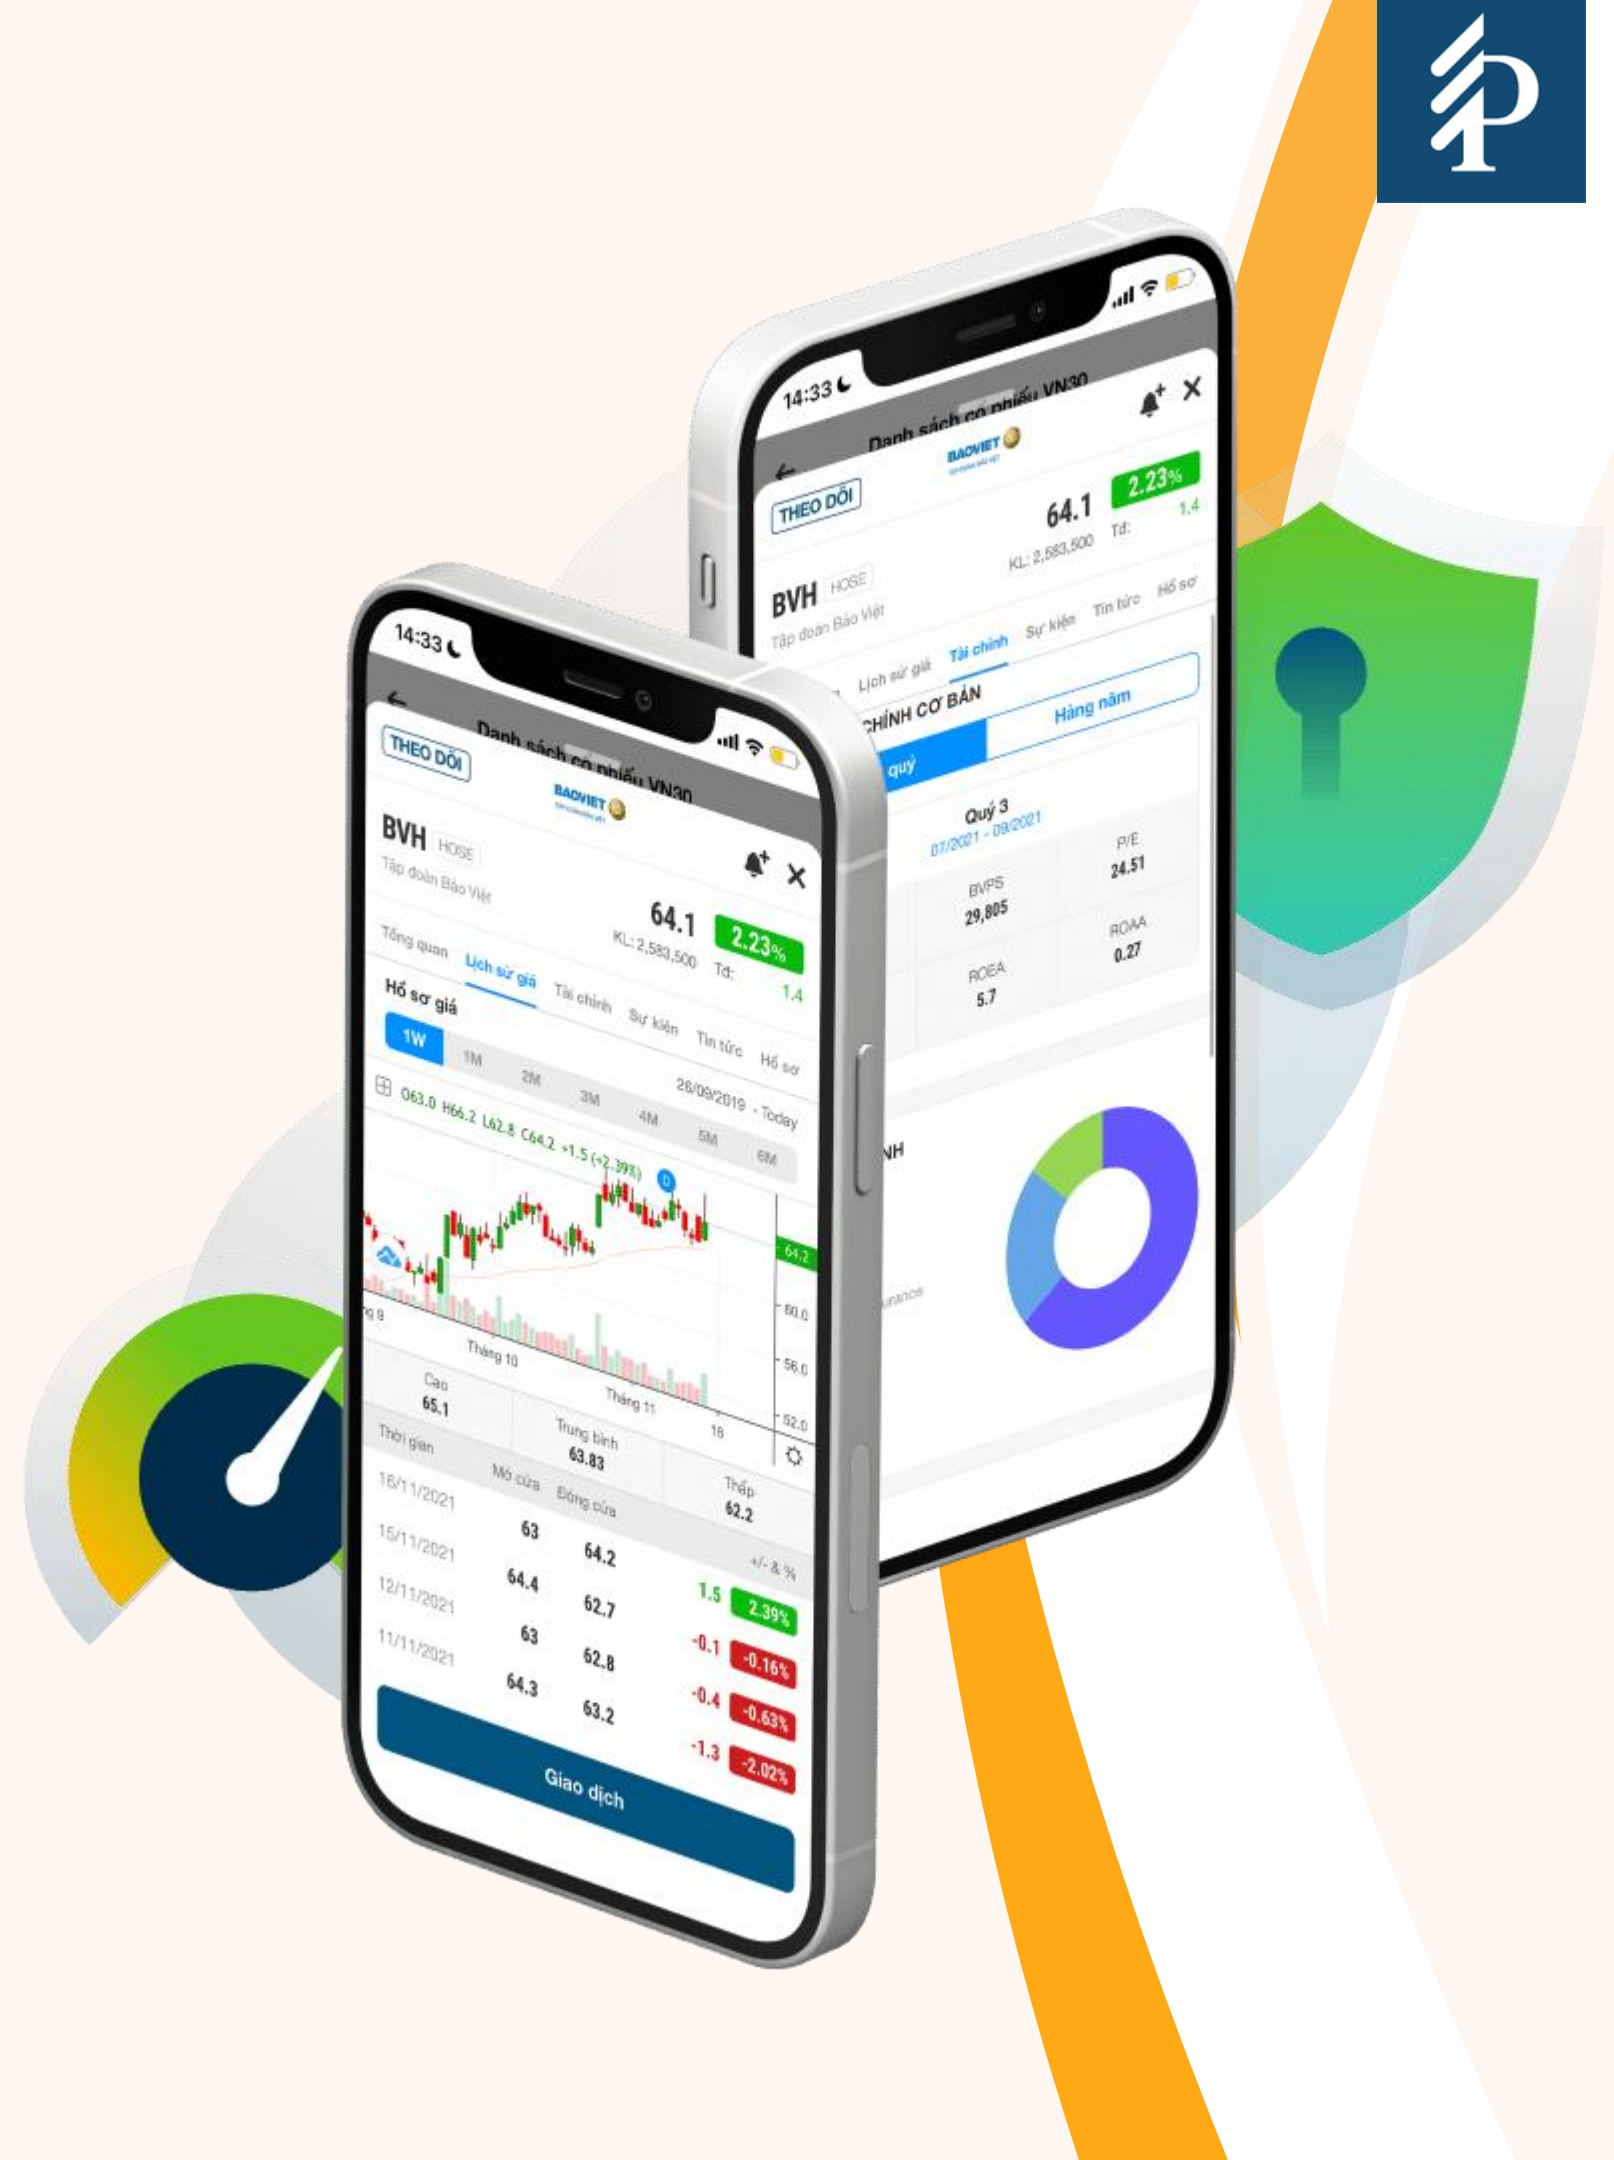 P
14:33
Danh sách cổ phiếu VN30
THEO DÕI
BAOVIET
BVH HOSE
Tập đoàn Bảo Việt
64.1 2.23%
KL: 2,583,500 Td: 1.4
Lịch sử giá Tài chính Sự kiện Tin tức Hồ sơ
CHÍNH CƠ BẢN
quý Hàng năm
Quý 3
07/2021 - 09/2021
BVPS P/E
29,805 24.51
ROEA ROAA
5.7 0.27
NH
urance
14:33
Danh sách cổ phiếu VN30
THEO DÕI
BAOVIET
BVH HOSE
Tập đoàn Bảo Việt
64.1 2.23%
KL: 2,583,500 Td: 1.4
Tổng quan Lịch sử giá Tài chính Sự kiện Tin tức Hồ sơ
Hồ sơ giá
26/09/2019 - Today
1W 1M 2M 3M 4M 5M 6M
O63.0 H66.2 L62.8 C64.2 +1.5 (+2.39%)
D
64.2
60.0
56.0
52.0
ng 9 Tháng 10 Tháng 11 16
Cao Trung bình Thấp
65.1 63.83 62.2
Thời gian Mở cửa Đóng cửa +/- & %
16/11/2021 63 64.2 1.5 2.39%
15/11/2021 64.4 62.7 -0.1 -0.16%
12/11/2021 63 62.8 -0.4 -0.63%
11/11/2021 64.3 63.2 -1.3 -2.02%
Giao dịch